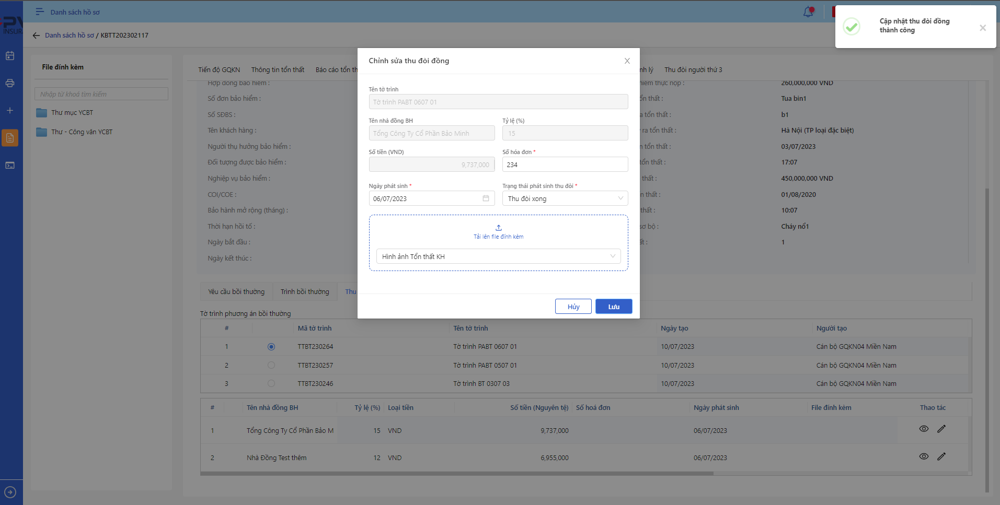 Danh sách hồ sơ
Cập nhật thu đòi đồng
thành công
INSURA
Danh sách hồ sơ / KBTT202302117
File đính kèm
Nhập từ khoá tìm kiếm
Thư mục YCBT
Thư - Công văn YCBT
Tiến độ GQKN
Thông tin tổn thất
Báo cáo tổn th
nh lý
Thu đòi người thứ 3
Hợp đồng bảo hiểm :
hiểm thực nộp :
260,000,000 VND
Số đơn bảo hiểm :
ổn thất :
Tua bin1
Số SĐBS :
a tổn thất :
b1
Tên khách hàng :
ra tổn thất :
Hà Nội (TP loại đặc biệt)
Người thụ hưởng bảo hiểm :
n tổn thất :
03/07/2023
Đối tượng được bảo hiểm :
tổn thất :
17:07
Nghiệp vụ bảo hiểm :
thất :
450,000,000 VND
COI/COE :
n thất :
01/08/2020
Bảo hành mở rộng (tháng) :
thất :
10:07
Thời hạn hồi tố :
sơ bộ :
Cháy nổ1
Ngày bắt đầu :
ất :
1
Ngày kết thúc :
Chỉnh sửa thu đòi đồng
Tên tờ trình
Tờ trình PABT 0607 01
Tên nhà đồng BH
Tỷ lệ (%)
Tổng Công Ty Cổ Phần Bảo Minh
15
Số tiền (VND)
Số hóa đơn *
9,737,000
234
Ngày phát sinh *
Trạng thái phát sinh thu đòi *
06/07/2023
Thu đòi xong
Tải lên file đính kèm
Hình ảnh Tổn thất KH
Hủy
Lưu
Yêu cầu bồi thường
Trình bồi thường
Thu
Tờ trình phương án bồi thường
# Mã tờ trình Tên tờ trình Ngày tạo Người tạo
1 TTBT230264 Tờ trình PABT 0607 01 10/07/2023 Cán bộ GQKN04 Miền Nam
2 TTBT230257 Tờ trình PABT 0507 01 10/07/2023 Cán bộ GQKN04 Miền Nam
3 TTBT230246 Tờ trình BT 0307 03 10/07/2023 Cán bộ GQKN04 Miền Nam
# Tên nhà đồng BH Tỷ lệ (%) Loại tiền Số tiền (Nguyên tệ) Số hoá đơn Ngày phát sinh File đính kèm Thao tác
1 Tổng Công Ty Cổ Phần Bảo M 15 VND 9,737,000 06/07/2023
2 Nhà Đồng Test thêm 12 VND 6,955,000 06/07/2023